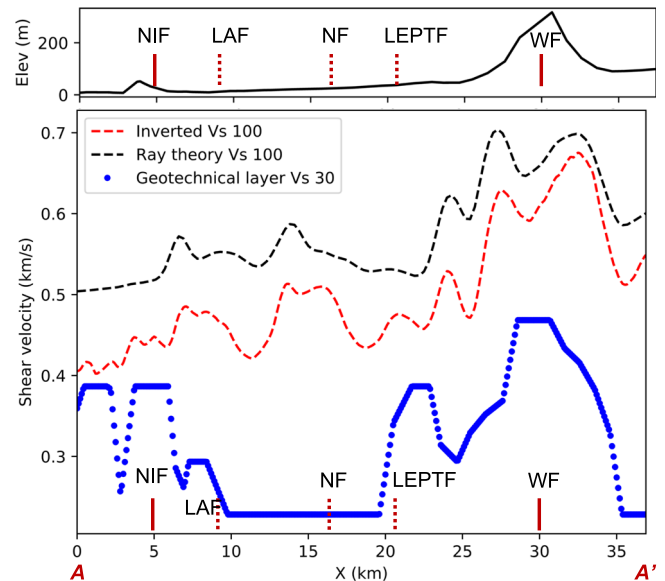 Elev (m)
200
0
NIF
LAF
NF
LEPTF
WF
Inverted Vs 100
Ray theory Vs 100
Geotechnical layer Vs 30
Shear velocity (km/s)
0.7
0.6
0.5
0.4
0.3
NIF
LAF
NF
LEPTF
WF
0 5 10 15 20 25 30 35
A X (km) A'